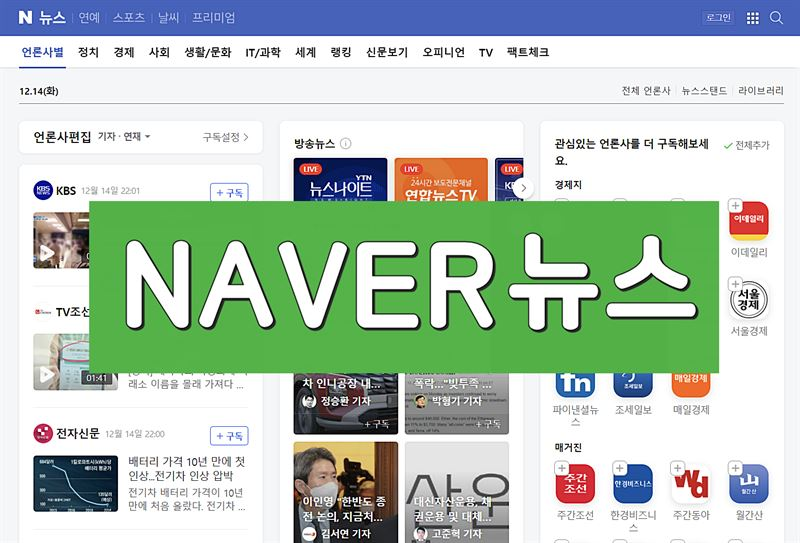 N 뉴스 연예 스포츠 날씨 프리미엄 로그인
언론사별 정치 경제 사회 생활/문화 IT/과학 세계 랭킹 신문보기 오피니언 TV 팩트체크
12.14(화) 전체 언론사 뉴스스탠드 라이브러리
언론사편집 기자·연재 구독설정
KBS NEWS
KBS 12월 14일 22:01 + 구독
TV조선
01:41
래소 이름을 몰래 가져다 ...
전자신문 12월 14일 22:00 + 구독
배터리 가격 10년 만에 첫
인상...전기차 인상 압박
전기차 배터리 가격이 10년
만에 처음 올랐다. 전기차 ...
방송뉴스
LIVE
YTN
뉴스나이트
LIVE
24시간 보도전문채널
연합뉴스TV
LIVE
NAVER뉴스
차 인니공장 내...
정승환 기자
+구독
폭락..."빚투족 ...
박형기 기자
+구독
이인영 "한반도 종
전 논의, 지금처...
김서연 기자
대신자산운용, 채
권운용 및 대체...
고준혁 기자
관심있는 언론사를 더 구독해보세
요.
전체추가
경제지
이데일리
이데일리
서울
경제
서울경제
fn
파이낸셜뉴
스
조세일보
조세일보
매일경제
매일경제
매거진
주간
조선
주간조선
한경비즈니스
한경비즈니
스
주간동아
월간산
월간산